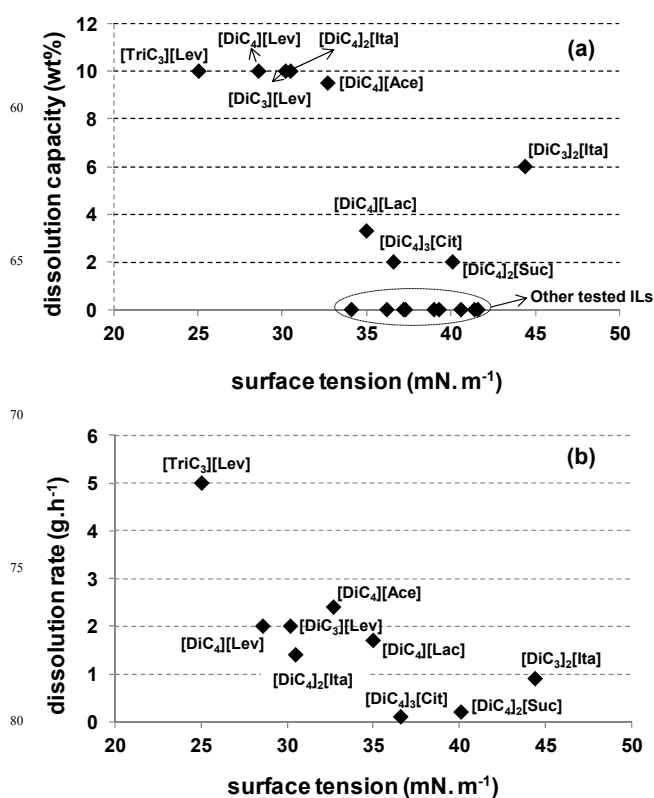 12
(a)
[DiC₄][Lev]
[DiC₄]₂[Ita]
[TriC₃][Lev]
10
[DiC₄][Ace]
[DiC₃][Lev]
60
8
[DiC₃]₂[Ita]
6
[DiC₄][Lac]
4
[DiC₄]₃[Cit]
65
2
[DiC₄]₂[Suc]
Other tested ILs
0
dissolution capacity (wt%)
20 25 30 35 40 45 50
surface tension (mN. m⁻¹)
70
6
(b)
[TriC₃][Lev]
5
4
75
3
[DiC₄][Ace]
2
[DiC₄][Lev]
[DiC₃][Lev]
[DiC₄][Lac]
[DiC₃]₂[Ita]
[DiC₄]₂[Ita]
1
[DiC₄]₃[Cit]
[DiC₄]₂[Suc]
80
0
dissolution rate (g.h⁻¹)
20 25 30 35 40 45 50
surface tension (mN. m⁻¹)